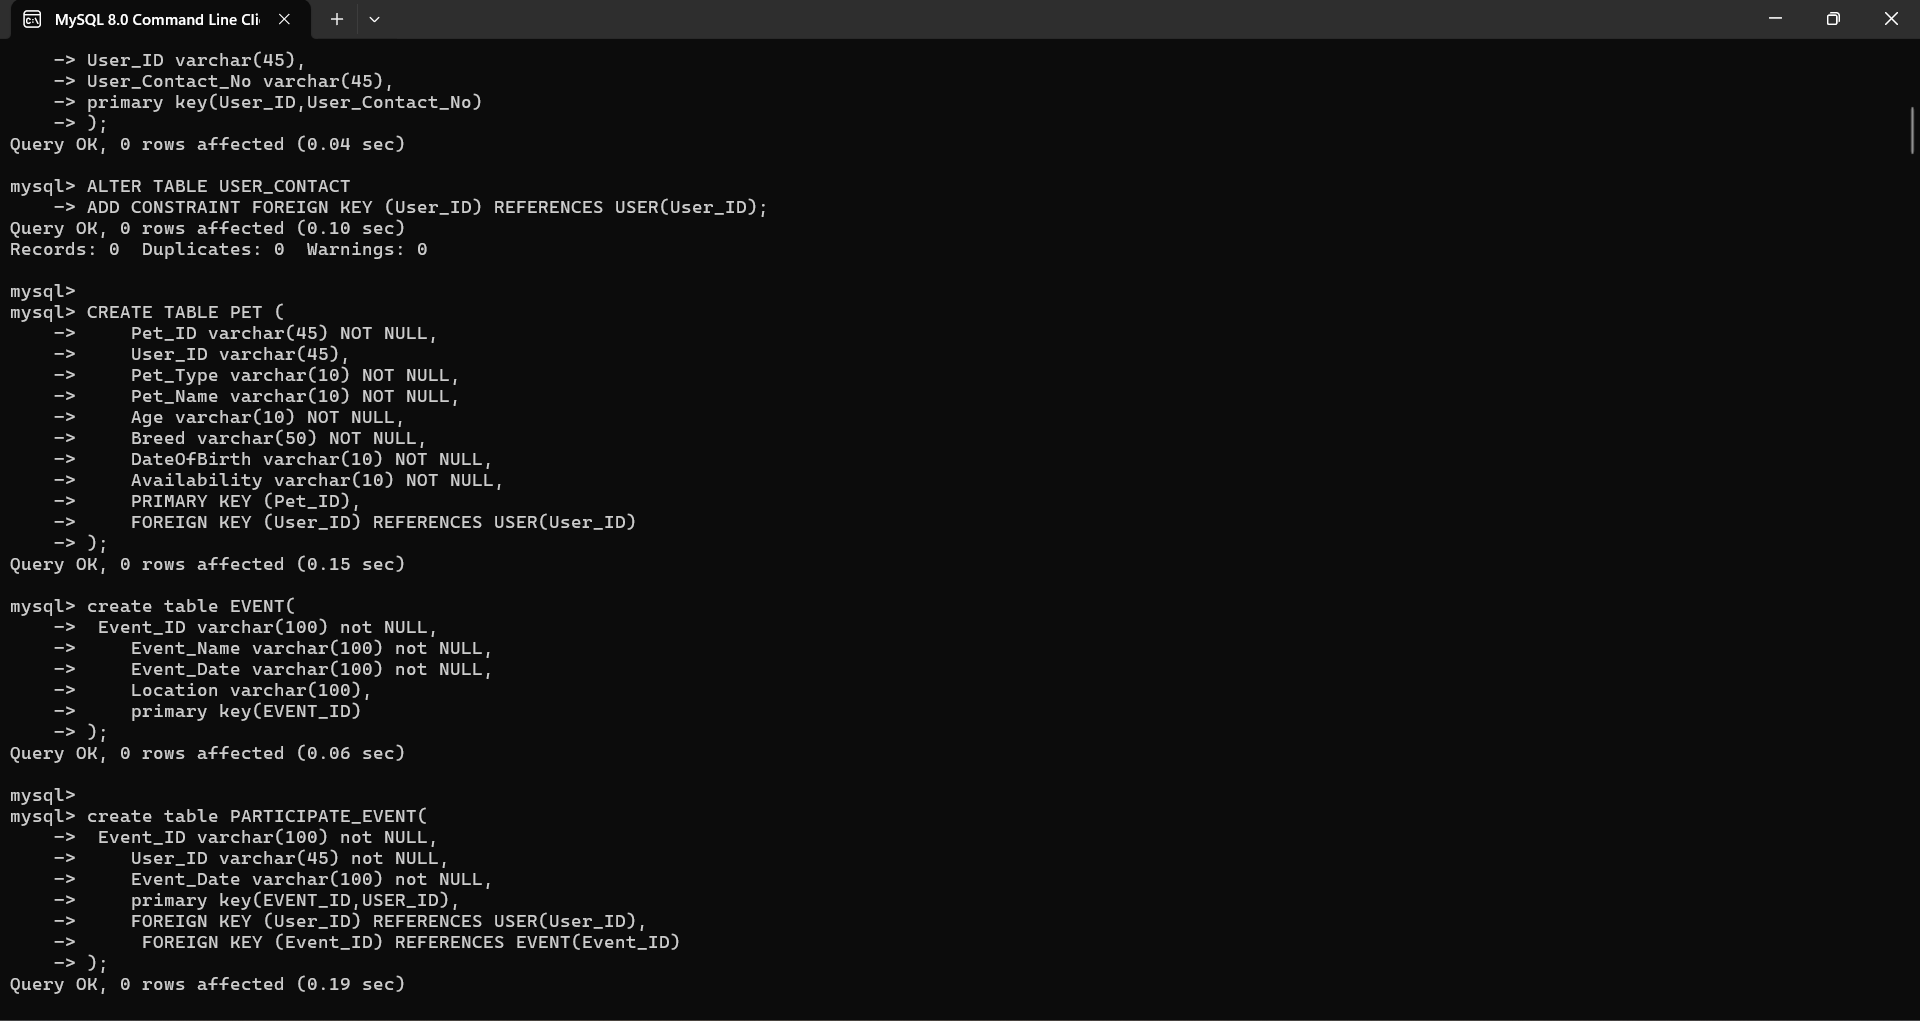 MySQL 8.0 Command Line Cli
    -> User_ID varchar(45),
    -> User_Contact_No varchar(45),
    -> primary key(User_ID,User_Contact_No)
    -> );
Query OK, 0 rows affected (0.04 sec)

mysql> ALTER TABLE USER_CONTACT
    -> ADD CONSTRAINT FOREIGN KEY (User_ID) REFERENCES USER(User_ID);
Query OK, 0 rows affected (0.10 sec)
Records: 0  Duplicates: 0  Warnings: 0

mysql>
mysql> CREATE TABLE PET (
    ->     Pet_ID varchar(45) NOT NULL,
    ->     User_ID varchar(45),
    ->     Pet_Type varchar(10) NOT NULL,
    ->     Pet_Name varchar(10) NOT NULL,
    ->     Age varchar(10) NOT NULL,
    ->     Breed varchar(50) NOT NULL,
    ->     DateOfBirth varchar(10) NOT NULL,
    ->     Availability varchar(10) NOT NULL,
    ->     PRIMARY KEY (Pet_ID),
    ->     FOREIGN KEY (User_ID) REFERENCES USER(User_ID)
    -> );
Query OK, 0 rows affected (0.15 sec)

mysql> create table EVENT(
    ->  Event_ID varchar(100) not NULL,
    ->     Event_Name varchar(100) not NULL,
    ->     Event_Date varchar(100) not NULL,
    ->     Location varchar(100),
    ->     primary key(EVENT_ID)
    -> );
Query OK, 0 rows affected (0.06 sec)

mysql>
mysql> create table PARTICIPATE_EVENT(
    ->  Event_ID varchar(100) not NULL,
    ->     User_ID varchar(45) not NULL,
    ->     Event_Date varchar(100) not NULL,
    ->     primary key(EVENT_ID,USER_ID),
    ->     FOREIGN KEY (User_ID) REFERENCES USER(User_ID),
    ->      FOREIGN KEY (Event_ID) REFERENCES EVENT(Event_ID)
    -> );
Query OK, 0 rows affected (0.19 sec)